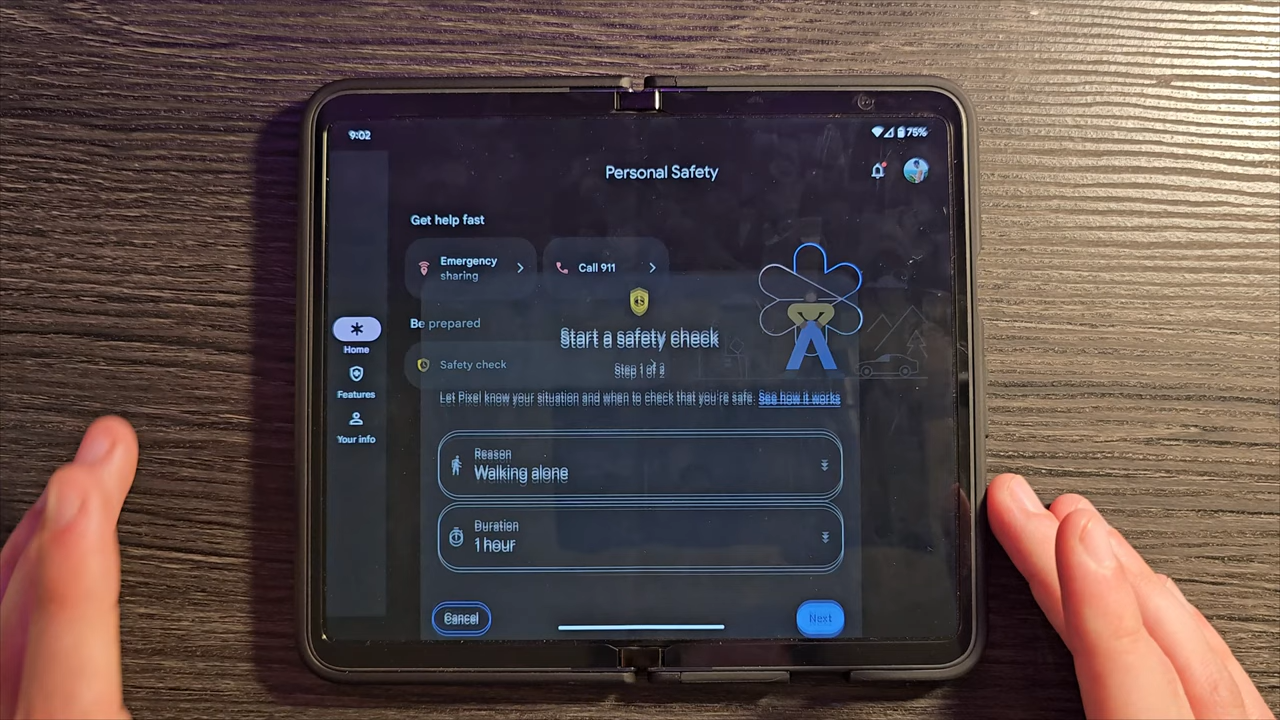 9:02
75%
Personal Safety
Get help fast
Emergency
sharing
Call 911
Be prepared
Safety check
Home
Features
Your info
Start a safety check
Step 1 of 2
Let Pixel know your situation and when to check that you're safe. See how it works
Reason
Walking alone
Duration
1 hour
Cancel
Next